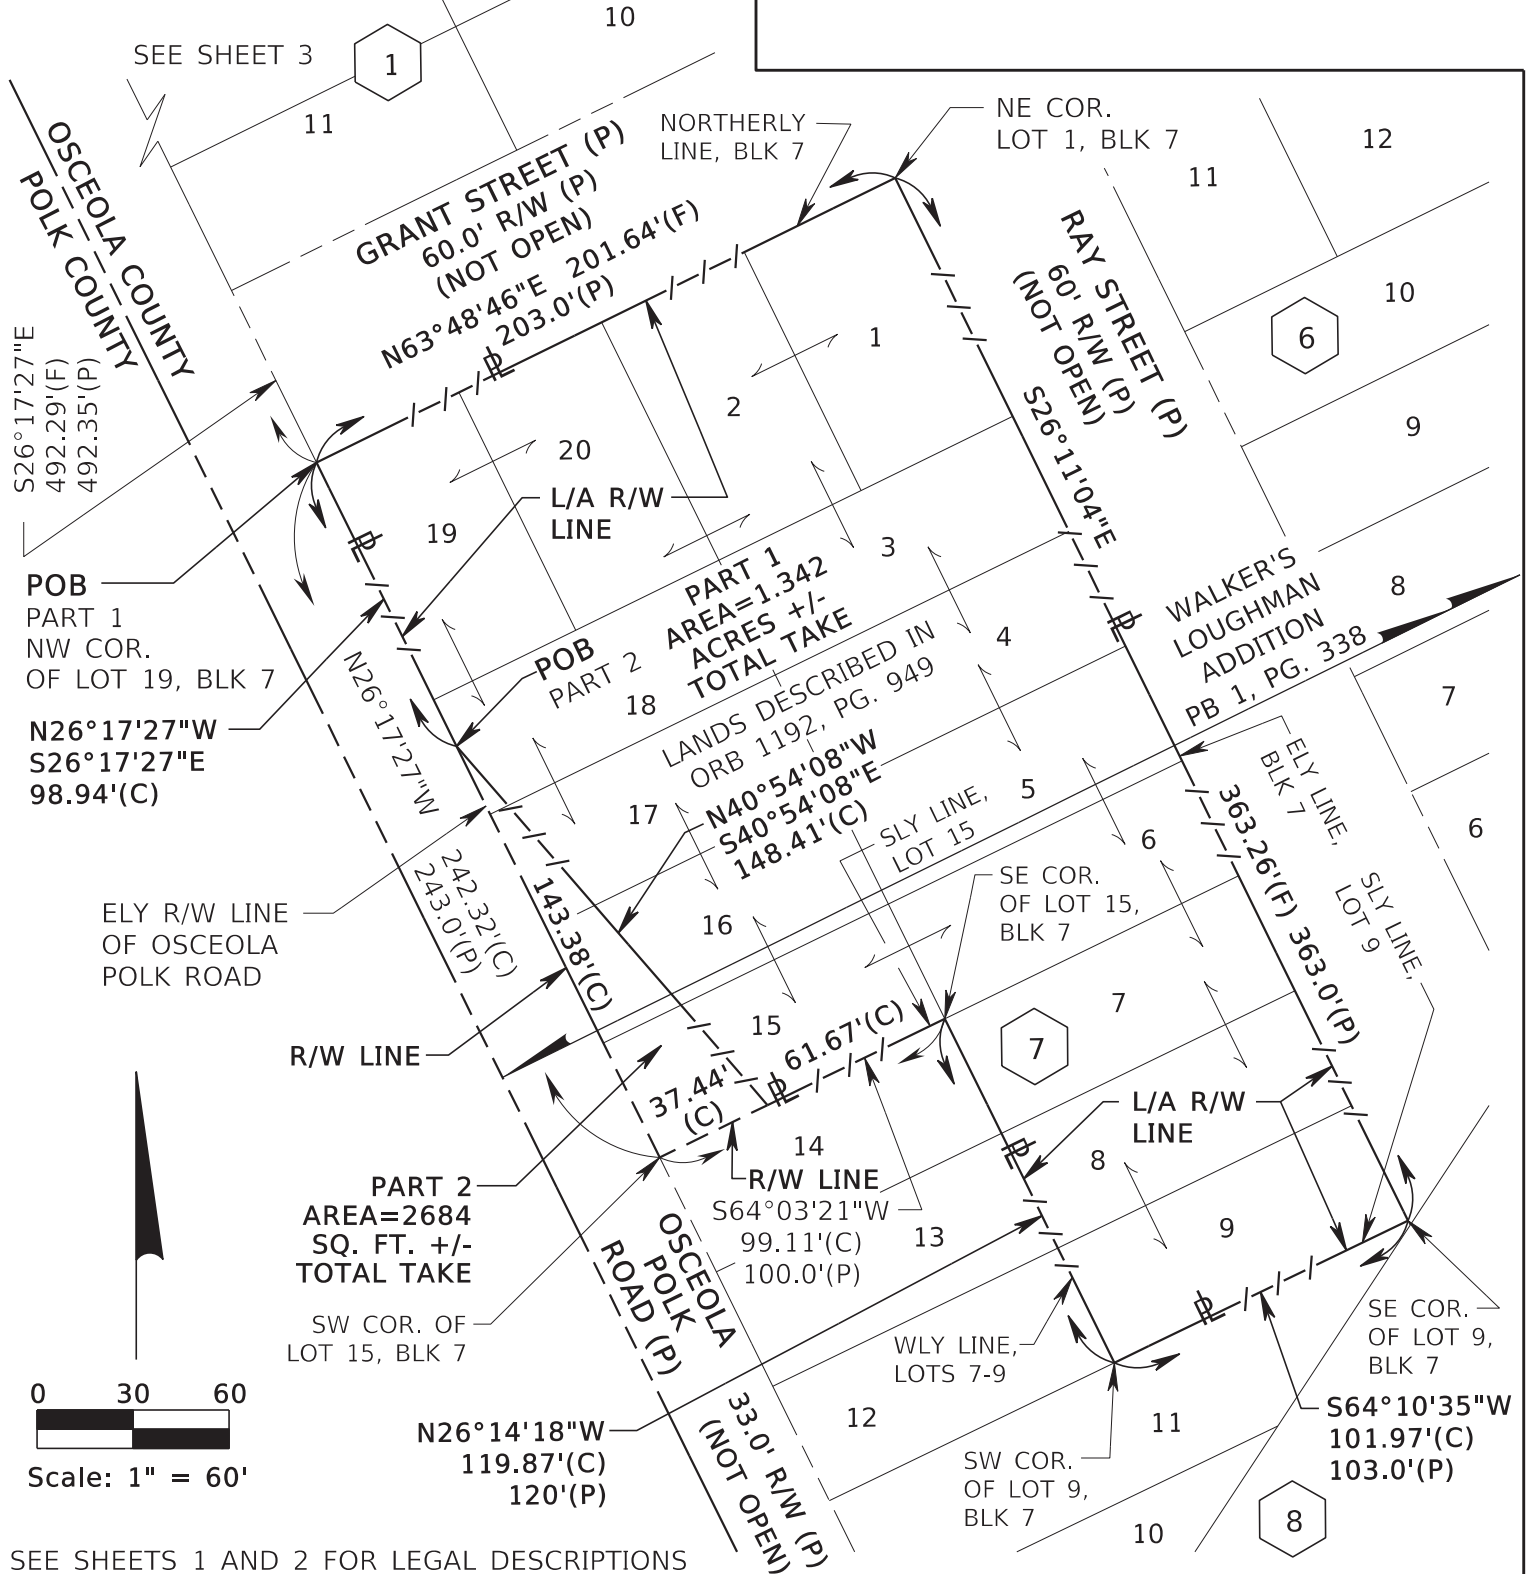 10
SEE SHEET 3
1
11
NORTHERLY
LINE, BLK 7
NE COR.
LOT 1, BLK 7
12
11
OSCEOLA COUNTY
POLK COUNTY
GRANT STREET (P)
60.0' R/W (P)
(NOT OPEN)
N63°48'46"E 201.64'(F)
203.0'(P)
RAY STREET (P)
60' R/W (P)
(NOT OPEN)
10
6
9
S26°17'27"E
492.29'(F)
492.35'(P)
1
2
20
19
L/A R/W
LINE
S26°11'04"E
3
POB
PART 1
NW COR.
OF LOT 19, BLK 7
PART 1
AREA=1.342
ACRES +/-
TOTAL TAKE
WALKER'S
LOUGHMAN
ADDITION
PB 1, PG. 338
8
4
POB
PART 2
18
LANDS DESCRIBED IN
ORB 1192, PG. 949
7
N26°17'27"W
S26°17'27"E
98.94'(C)
N26°17'27"W
242.32'(C)
243.0'(P)
N40°54'08"W
S40°54'08"E
148.41'(C)
17
5
SLY LINE,
LOT 15
ELY LINE,
BLK 7
6
6
363.26'(F) 363.0'(P)
SLY LINE,
LOT 9
ELY R/W LINE
OF OSCEOLA
POLK ROAD
143.38'(C)
16
SE COR.
OF LOT 15,
BLK 7
15
61.67'(C)
7
7
R/W LINE
37.44'
(C)
14
L/A R/W
LINE
8
PART 2
AREA=2684
SQ. FT. +/-
TOTAL TAKE
R/W LINE
S64°03'21"W
99.11'(C)
100.0'(P)
13
9
OSCEOLA
POLK
ROAD (P)
SW COR. OF
LOT 15, BLK 7
WLY LINE,
LOTS 7-9
SE COR.
OF LOT 9,
BLK 7
0 30 60
Scale: 1" = 60'
N26°14'18"W
119.87'(C)
120'(P)
33.0' R/W (P)
(NOT OPEN)
12
11
S64°10'35"W
101.97'(C)
103.0'(P)
SW COR.
OF LOT 9,
BLK 7
10
8
SEE SHEETS 1 AND 2 FOR LEGAL DESCRIPTIONS